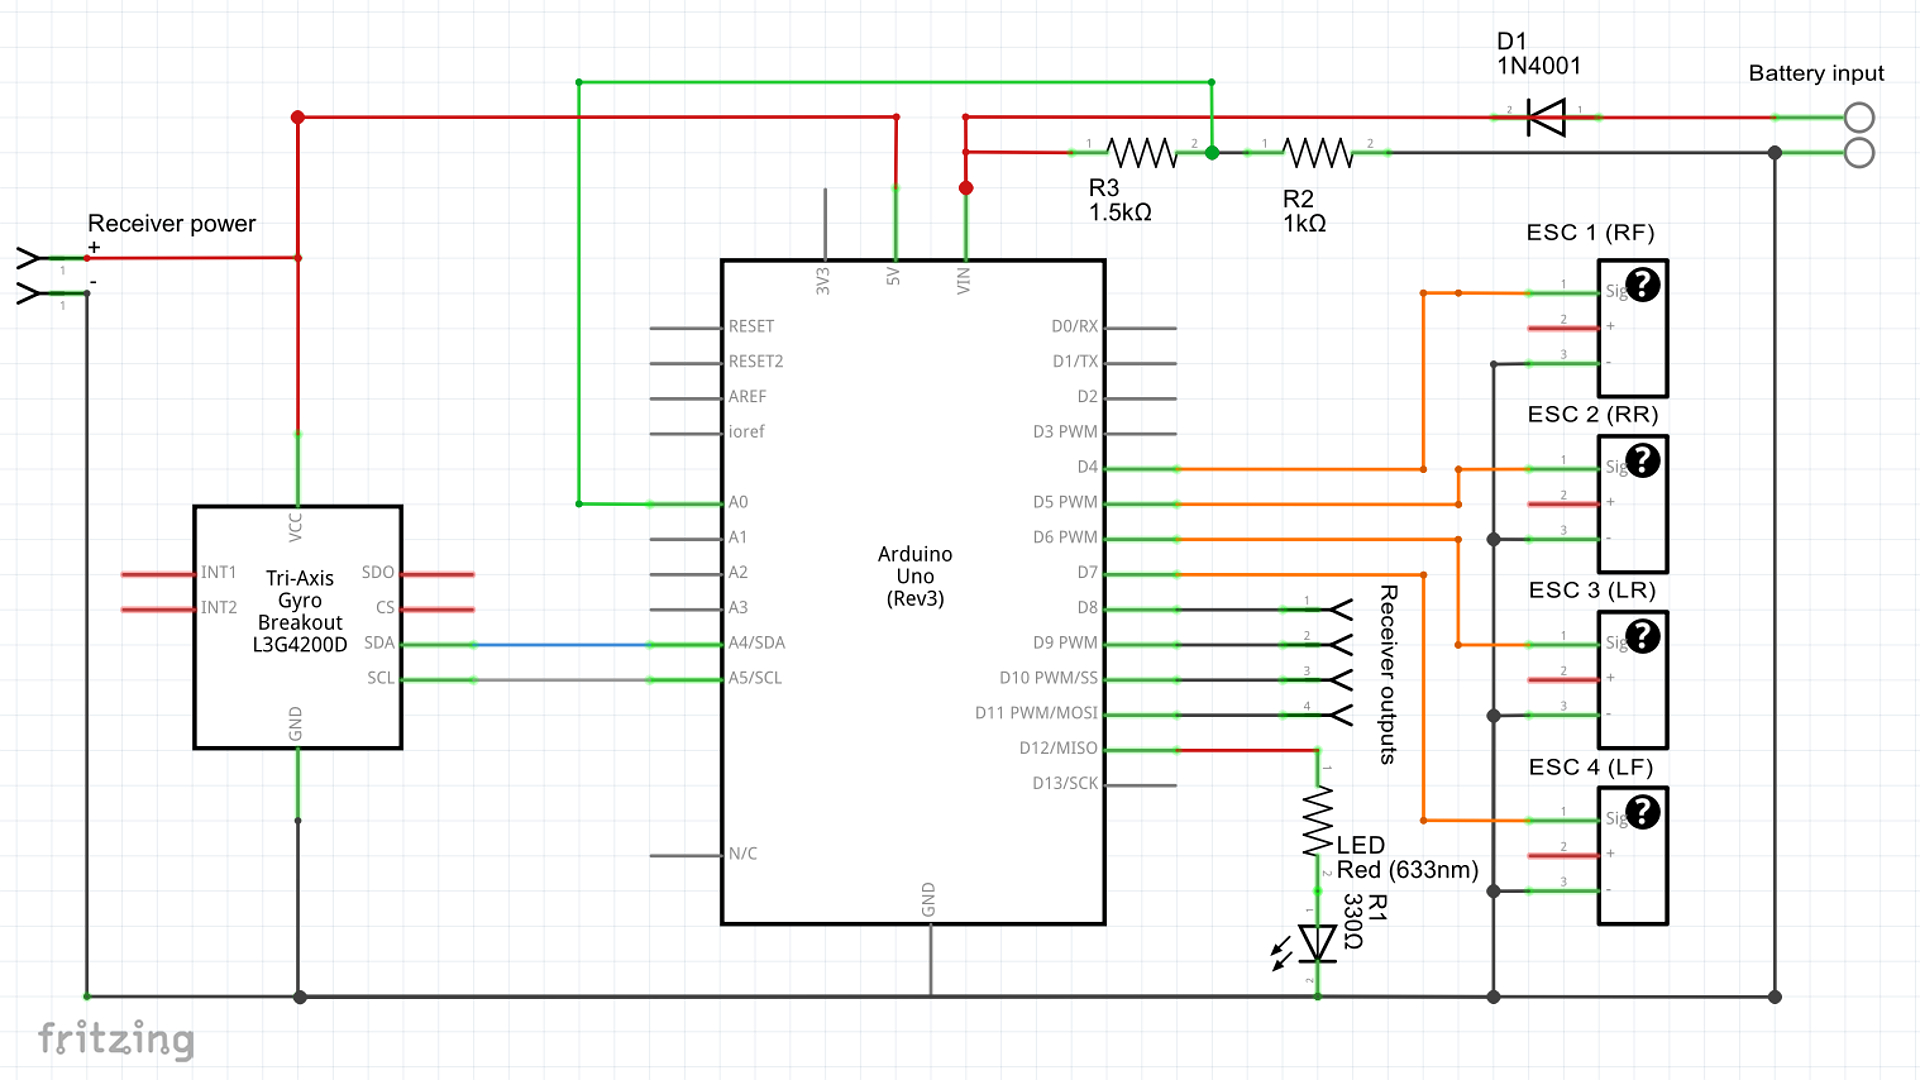 D1
1N4001
Battery input
2
1
1
2
1
2
R3
1.5kΩ
R2
1kΩ
Receiver power
+
1
-
1
3V3
5V
VIN
RESET
RESET2
AREF
ioref
A0
A1
A2
A3
A4/SDA
A5/SCL
N/C
GND
Arduino
Uno
(Rev3)
D0/RX
D1/TX
D2
D3 PWM
D4
D5 PWM
D6 PWM
D7
D8
D9 PWM
D10 PWM/SS
D11 PWM/MOSI
D12/MISO
D13/SCK
VCC
INT1
INT2
Tri-Axis
Gyro
Breakout
L3G4200D
SDO
CS
SDA
SCL
GND
1
2
3
4
Receiver outputs
1
2
LED
Red (633nm)
R1
330Ω
1
2
ESC 1 (RF)
1
Sig
?
2
+
3
-
ESC 2 (RR)
1
Sig
?
2
+
3
-
ESC 3 (LR)
1
Sig
?
2
+
3
-
ESC 4 (LF)
1
Sig
?
2
+
3
-
fritzing